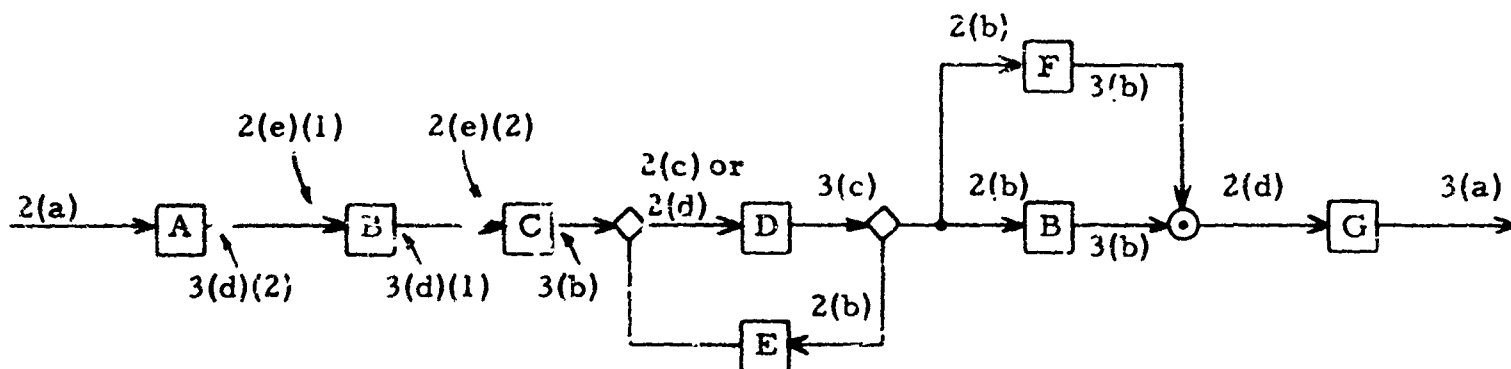 2(b)
F
3(b)
2(e)(1)
2(e)(2)
2(c) or
2(d)
3(c)
2(b)
2(d)
3(a)
2(a)
A
B
C
D
B
G
3(d)(2)
3(d)(1)
3(b)
3(b)
2(b)
E